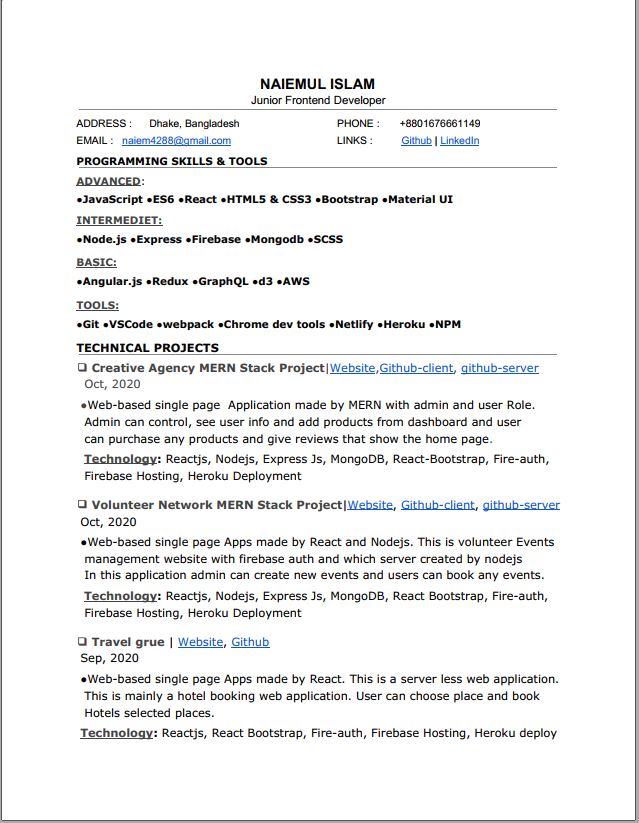 NAIEMUL ISLAM
Junior Frontend Developer
ADDRESS : Dhake, Bangladesh PHONE : +8801676661149
EMAIL : naiem4288@gmail.com LINKS : Github | LinkedIn
PROGRAMMING SKILLS & TOOLS
ADVANCED:
●JavaScript ●ES6 ●React ●HTML5 & CSS3 ●Bootstrap ●Material UI
INTERMEDIET:
●Node.js ●Express ●Firebase ●Mongodb ●SCSS
BASIC:
●Angular.js ●Redux ●GraphQL ●d3 ●AWS
TOOLS:
●Git ●VSCode ●webpack ●Chrome dev tools ●Netlify ●Heroku ●NPM
TECHNICAL PROJECTS
❑ Creative Agency MERN Stack Project|Website,Github-client, github-server
Oct, 2020
●Web-based single page Application made by MERN with admin and user Role.
Admin can control, see user info and add products from dashboard and user
can purchase any products and give reviews that show the home page.
Technology: Reactjs, Nodejs, Express Js, MongoDB, React-Bootstrap, Fire-auth,
Firebase Hosting, Heroku Deployment
❑ Volunteer Network MERN Stack Project|Website, Github-client, github-server
Oct, 2020
●Web-based single page Apps made by React and Nodejs. This is volunteer Events
management website with firebase auth and which server created by nodejs
In this application admin can create new events and users can book any events.
Technology: Reactjs, Nodejs, Express Js, MongoDB, React Bootstrap, Fire-auth,
Firebase Hosting, Heroku Deployment
❑ Travel grue | Website, Github
Sep, 2020
●Web-based single page Apps made by React. This is a server less web application.
This is mainly a hotel booking web application. User can choose place and book
Hotels selected places.
Technology: Reactjs, React Bootstrap, Fire-auth, Firebase Hosting, Heroku deploy